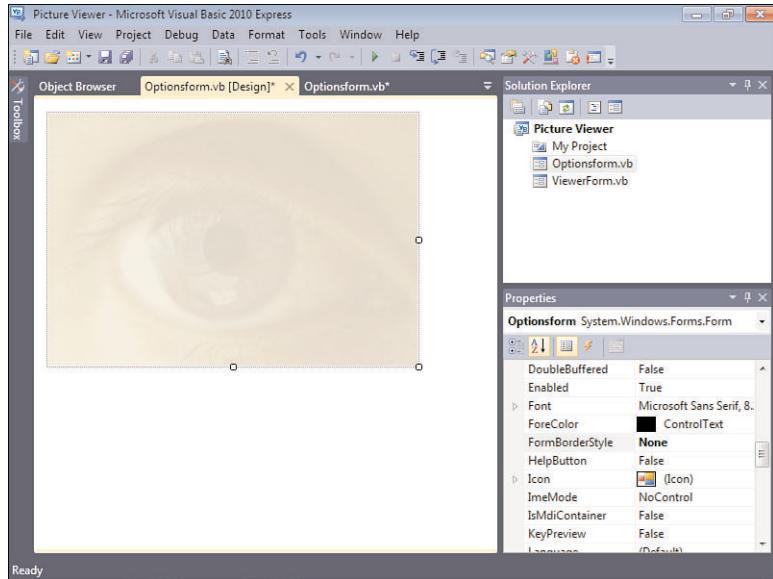 Picture Viewer - Microsoft Visual Basic 2010 Express
File Edit View Project Debug Data Format Tools Window Help
Toolbox
Object Browser Optionsform.vb [Design]* Optionsform.vb*
Solution Explorer
Picture Viewer
My Project
Optionsform.vb
ViewerForm.vb
Properties
Optionsform System.Windows.Forms.Form
DoubleBuffered False
Enabled True
Font Microsoft Sans Serif, 8.
ForeColor ControlText
FormBorderStyle None
HelpButton False
Icon (Icon)
ImeMode NoControl
IsMdiContainer False
KeyPreview False
Language (Default)
Ready